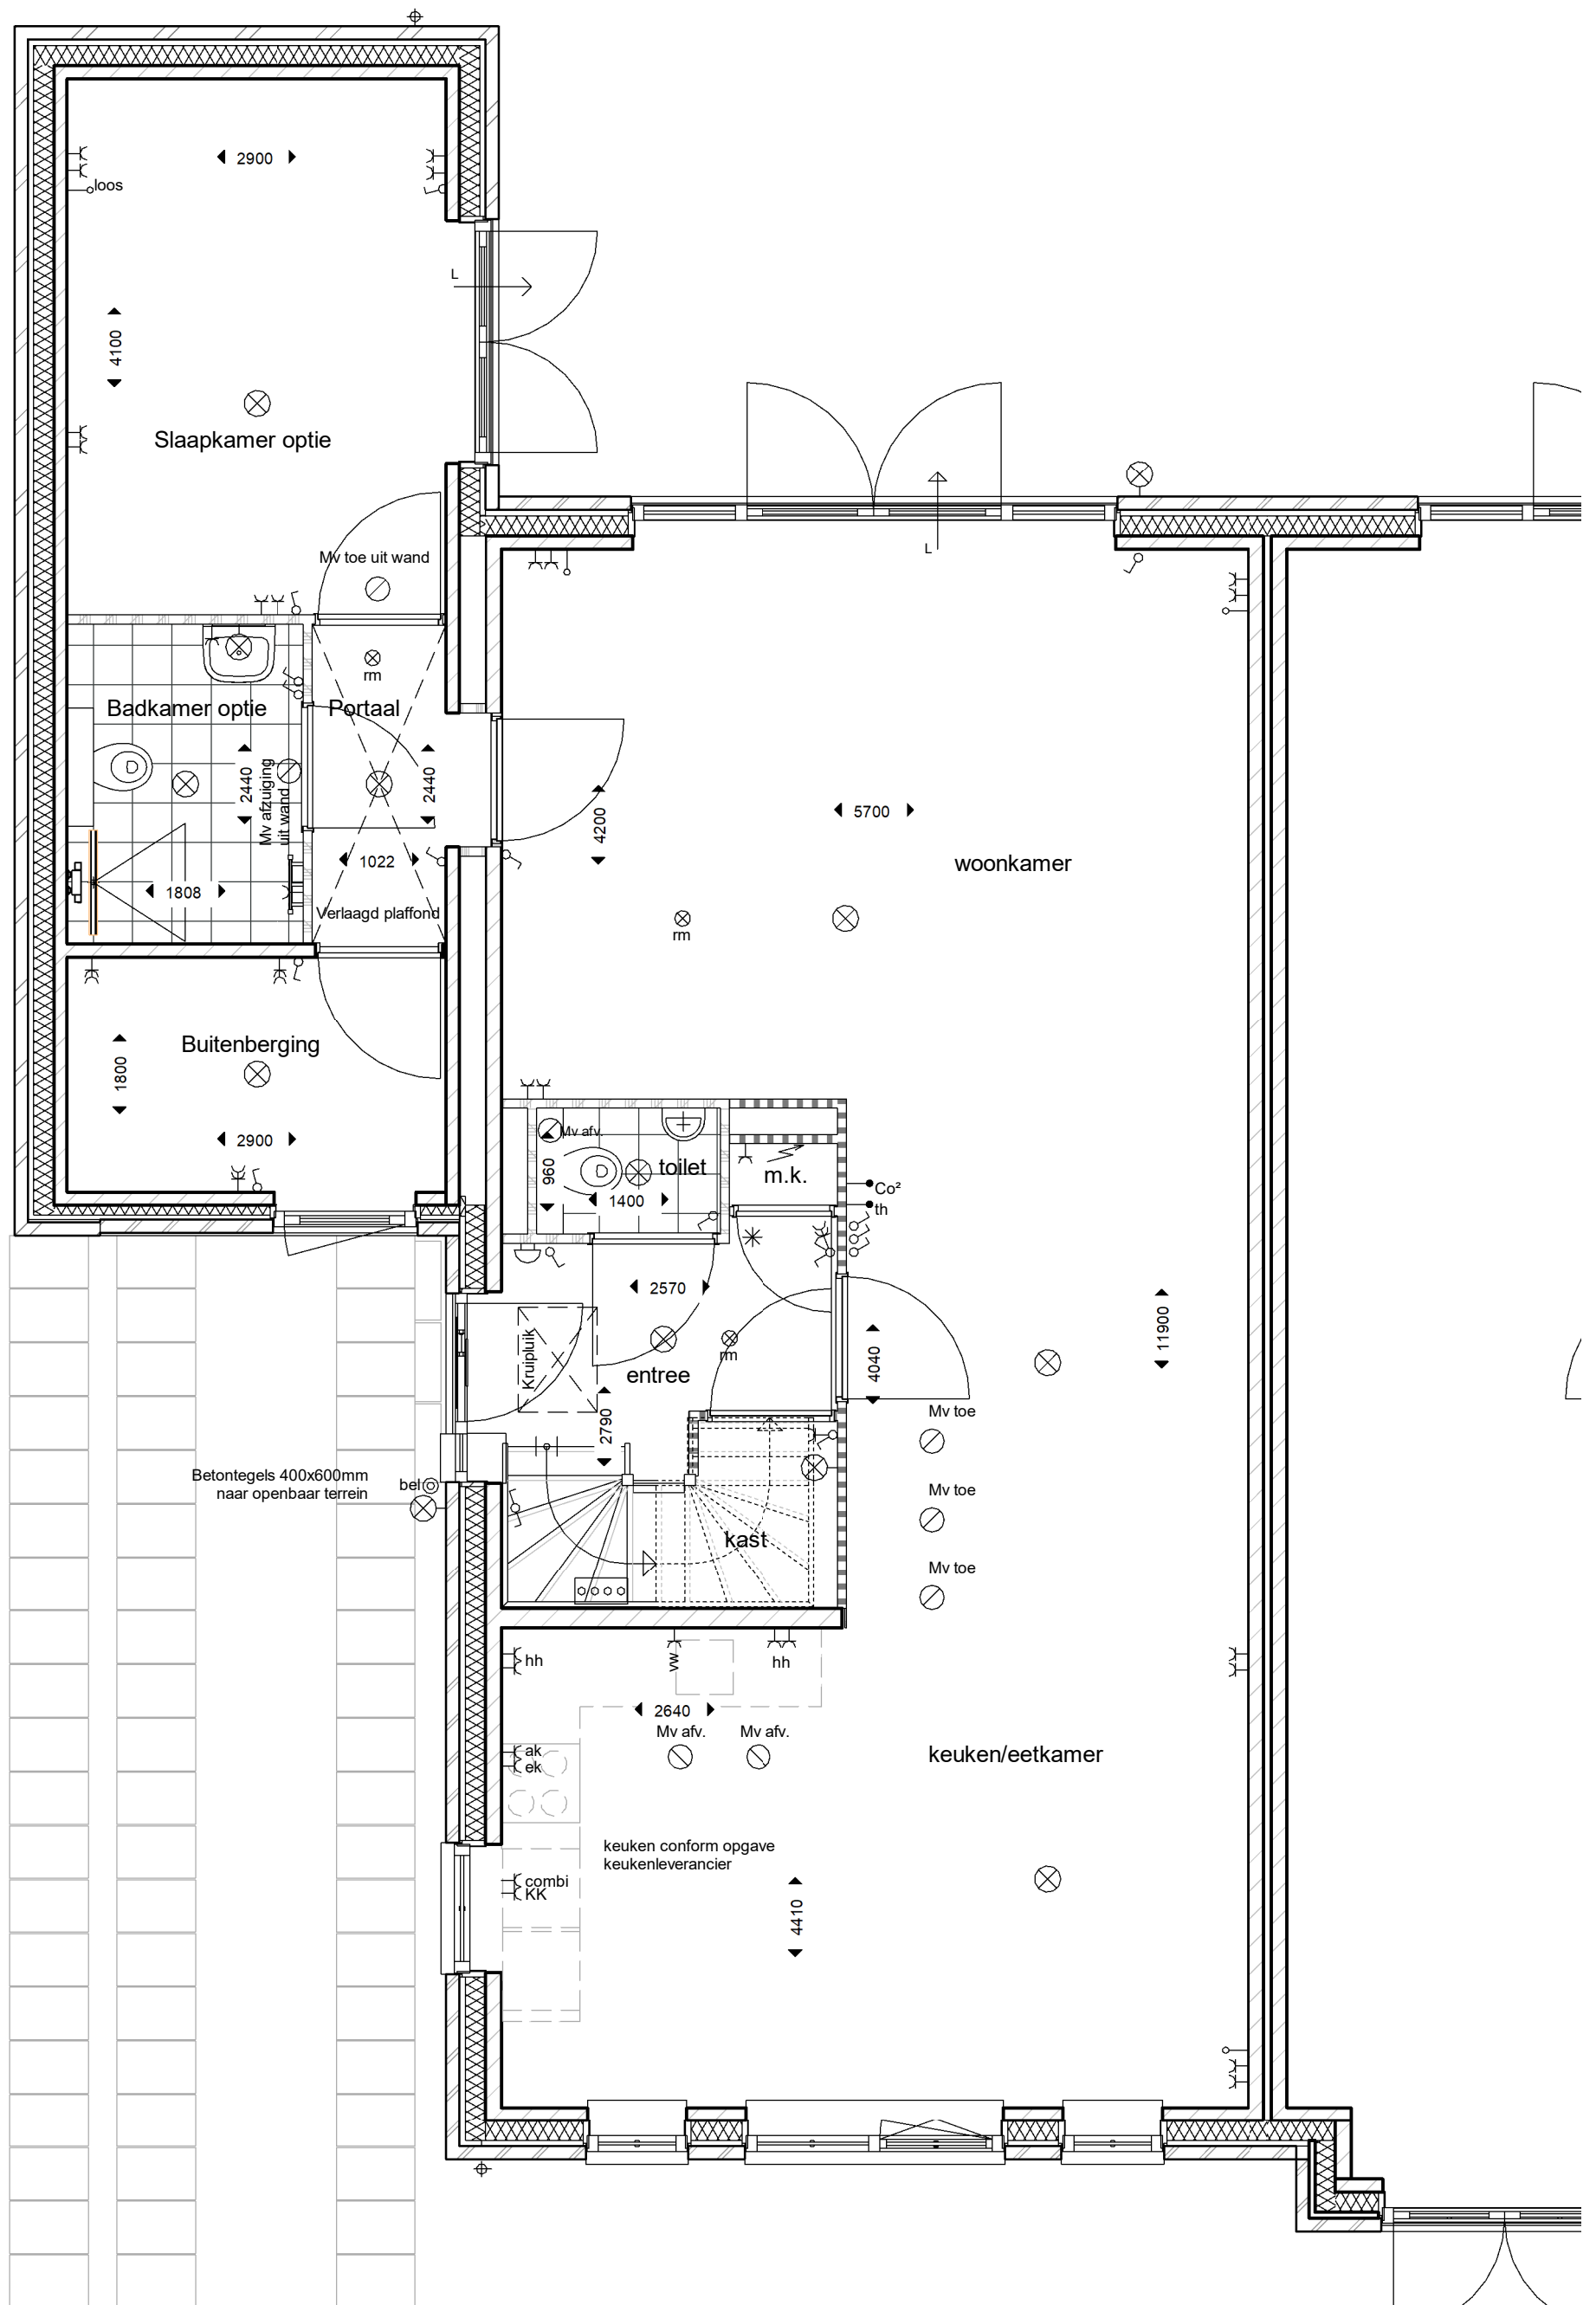 2900
loos
L
4100
Slaapkamer optie
L
Mv toe uit wand
rm
Badkamer optie
Portaal
2440
Mv afzuiging
uit wand
2440
4200
5700
1022
woonkamer
1808
Verlaagd plaffond
rm
Buitenberging
1800
2900
Mv afv.
960
toilet
m.k.
1400
Co²
th
2570
Kruipluik
rm
entree
4040
11900
2790
Mv toe
Betontegels 400x600mm
naar openbaar terrein
bel
Mv toe
kast
Mv toe
hh
vw
hh
2640
Mv afv.
Mv afv.
ak
ek
keuken/eetkamer
keuken conform opgave
keukenleverancier
combi
KK
4410